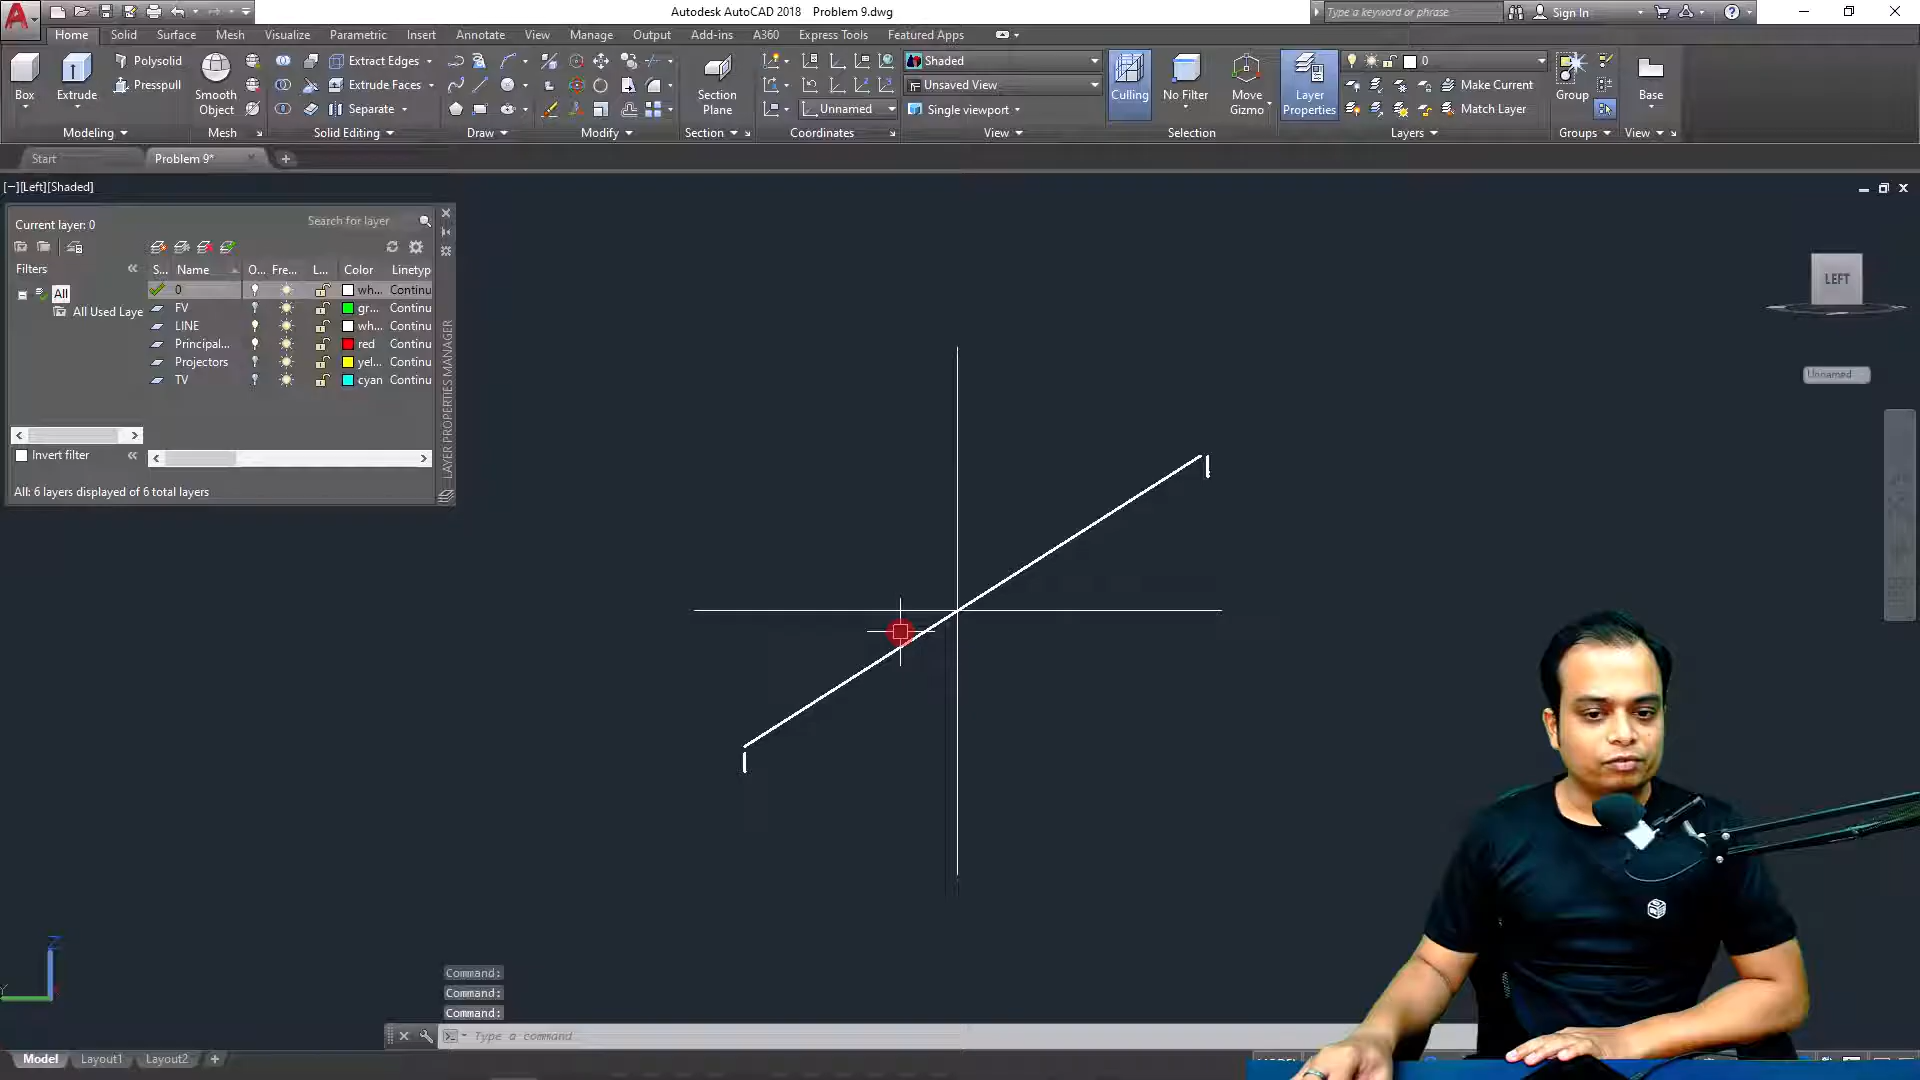 Autodesk AutoCAD 2018 Problem 9.dwg
Type a keyword or phrase
Sign In
Home Solid Surface Mesh Visualize Parametric Insert Annotate View Manage Output Add-ins A360 Express Tools Featured Apps
Box
Extrude
Polysolid
Presspull
Modeling
Smooth Object
Mesh
Extract Edges
Extrude Faces
Separate
Solid Editing
Draw
Modify
Section Plane
Section
Unnamed
Coordinates
Shaded
Unsaved View
Single viewport
View
Culling
No Filter
Move Gizmo
Selection
Layer Properties
0
Make Current
Match Layer
Layers
Group
Groups
Base
View
Start
Problem 9*
[−][Left][Shaded]
Current layer: 0
Search for layer
Filters
All
All Used Laye
Invert filter
S... Name O... Fre... L... Color Linetyp
0 wh... Continu
FV gr... Continu
LINE wh... Continu
Principal... red Continu
Projectors yel... Continu
TV cyan Continu
All: 6 layers displayed of 6 total layers
LAYER PROPERTIES MANAGER
LEFT
Unnamed
Z
Y
Command:
Command:
Command:
Type a command
Model Layout1 Layout2